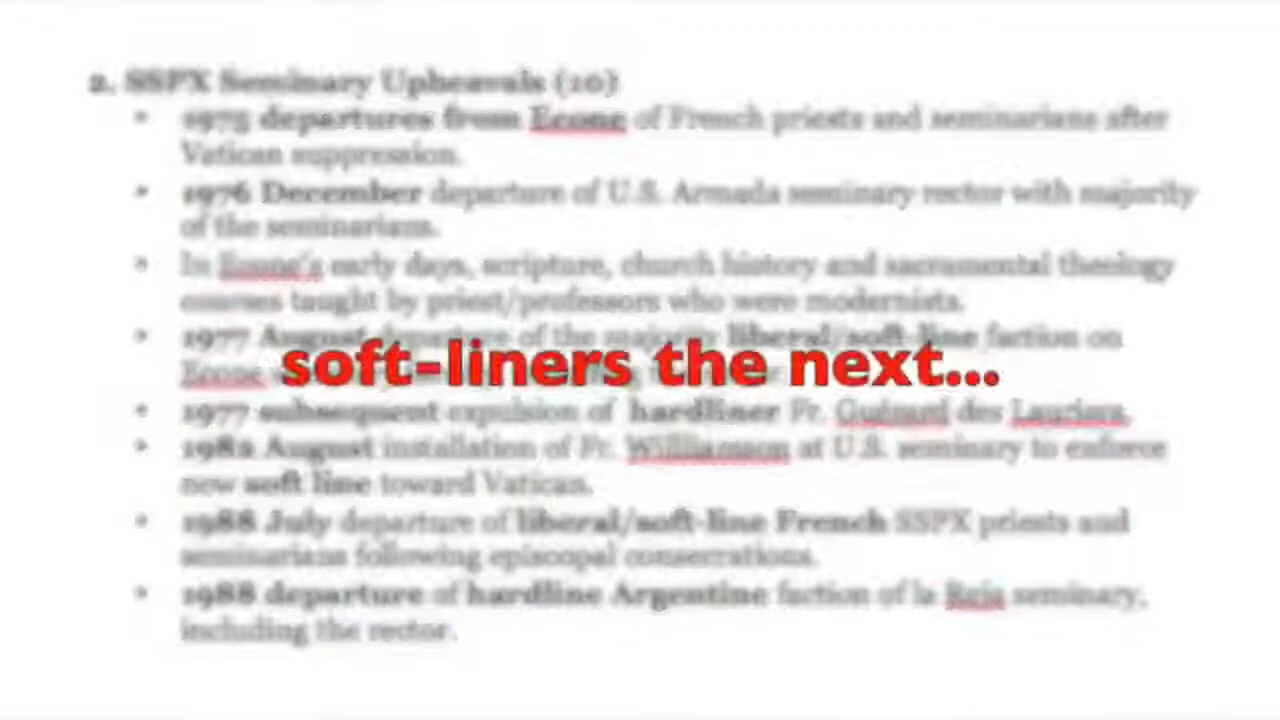 2. SSPX Seminary Upheavals (10)
1975 departures from Econe of French priests and seminarians after
Vatican suppression.
1976 December departure of U.S. Armada seminary rector with majority
of the seminarians.
In Econe's early days, scripture, church history and sacramental theology
courses taught by priest/professors who were modernists.
1977 August departure of the majority liberal/soft-line faction on
Econe
soft-liners the next...
1977 subsequent expulsion of hardliner Fr. Guérard des Lauriers.
1982 August installation of Fr. Williamson at U.S. seminary to enforce
new soft line toward Vatican.
1988 July departure of liberal/soft-line French SSPX priests and
seminarians following episcopal consecrations.
1988 departure of hardline Argentine faction of la Reja seminary,
including the rector.